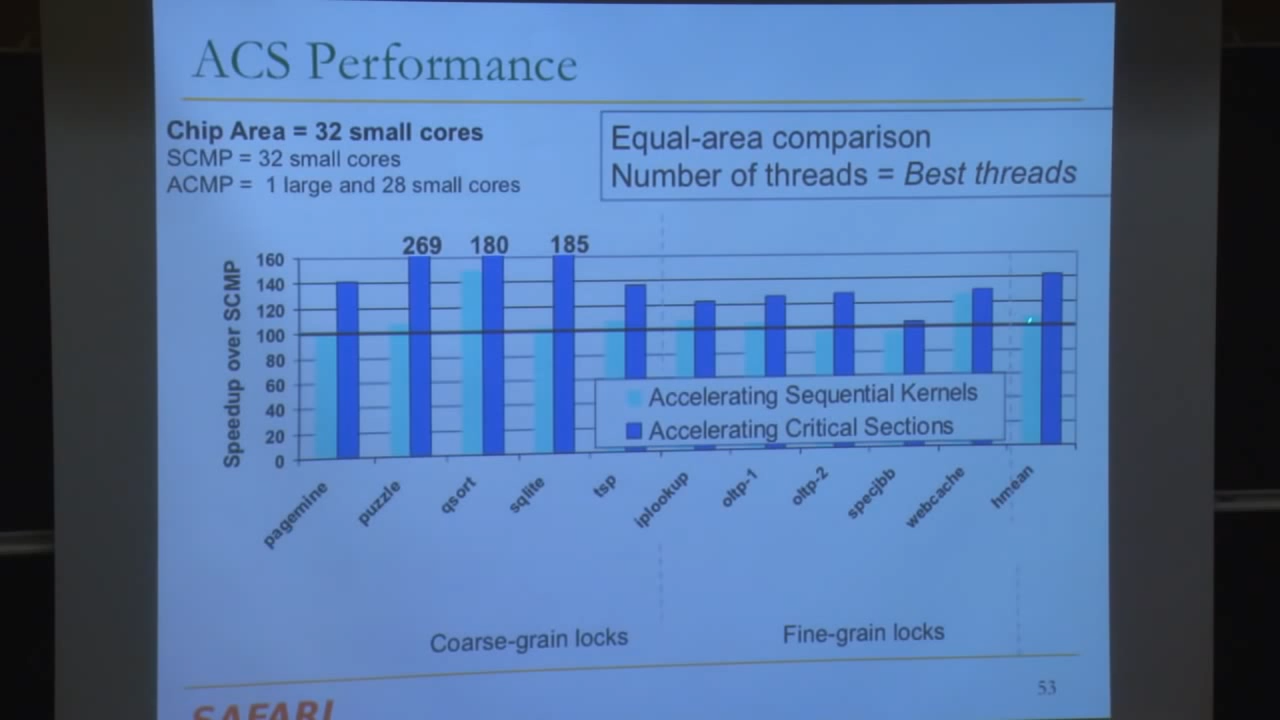 ACS Performance
Chip Area = 32 small cores
SCMP = 32 small cores
ACMP = 1 large and 28 small cores
Equal-area comparison
Number of threads = Best threads
269 180 185
Speedup over SCMP
160
140
120
100
80
60
40
20
0
Accelerating Sequential Kernels
Accelerating Critical Sections
pagemine
puzzle
qsort
sqlite
tsp
iplookup
oltp-1
oltp-2
specjbb
webcache
hmean
Coarse-grain locks
Fine-grain locks
53
SAFARI